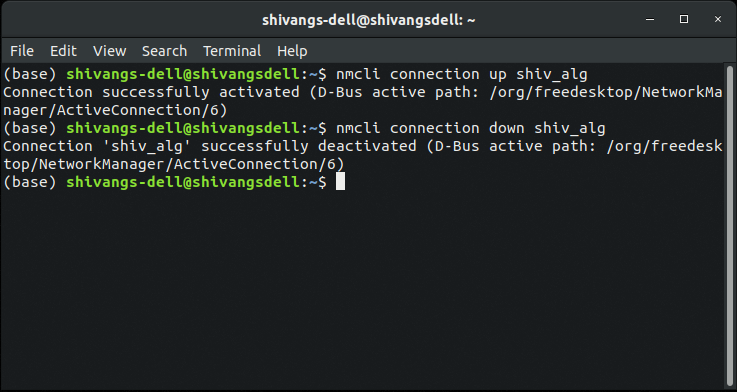 shivangs-dell@shivangsdell: ~
File Edit View Search Terminal Help
(base) shivangs-dell@shivangsdell:~$ nmcli connection up shiv_alg
Connection successfully activated (D-Bus active path: /org/freedesktop/NetworkMa
nager/ActiveConnection/6)
(base) shivangs-dell@shivangsdell:~$ nmcli connection down shiv_alg
Connection 'shiv_alg' successfully deactivated (D-Bus active path: /org/freedesk
top/NetworkManager/ActiveConnection/6)
(base) shivangs-dell@shivangsdell:~$